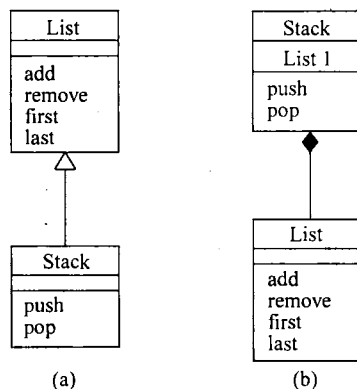 List
add
remove
first
last
Stack
push
pop
(a)
Stack
List 1
push
pop
List
add
remove
first
last
(b)